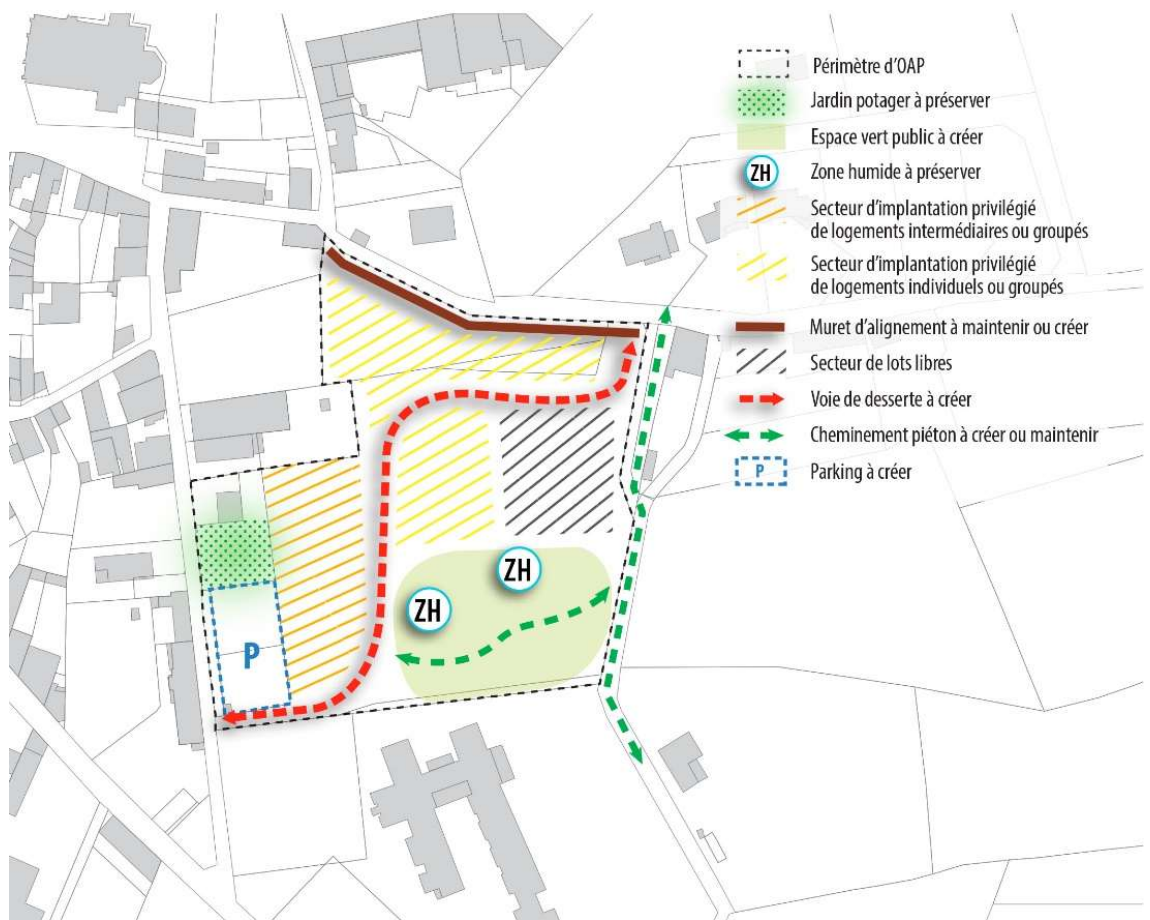 Périmètre d'OAP
Jardin potager à préserver
Espace vert public à créer
ZH Zone humide à préserver
Secteur d'implantation privilégié
de logements intermédiaires ou groupés
Secteur d'implantation privilégié
de logements individuels ou groupés
Muret d'alignement à maintenir ou créer
Secteur de lots libres
Voie de desserte à créer
Cheminement piéton à créer ou maintenir
P Parking à créer
ZH
ZH
P